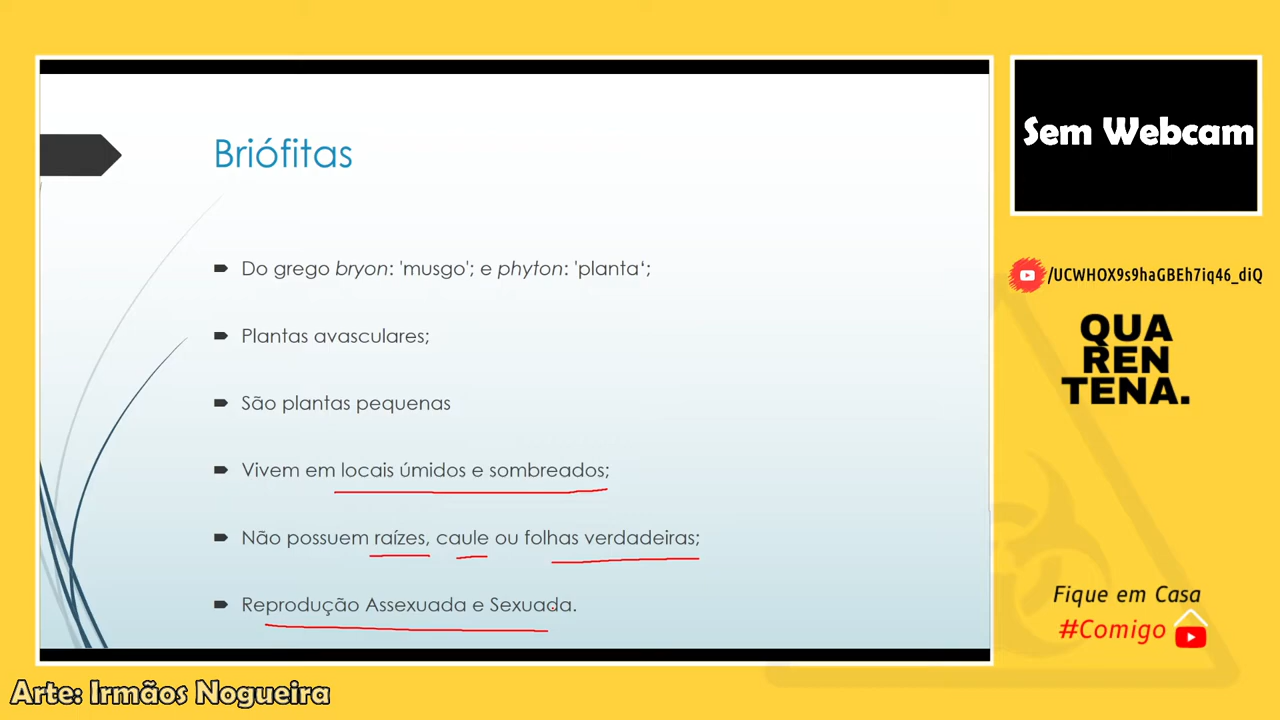 Briófitas
Do grego bryon: 'musgo'; e phyton: 'planta‘;
Plantas avasculares;
São plantas pequenas
Vivem em locais úmidos e sombreados;
Não possuem raízes, caule ou folhas verdadeiras;
Reprodução Assexuada e Sexuada.
Sem Webcam
/UCWHOX9s9haGBEh7iq46_diQ
QUA
REN
TENA.
Fique em Casa
#Comigo
Arte: Irmãos Nogueira